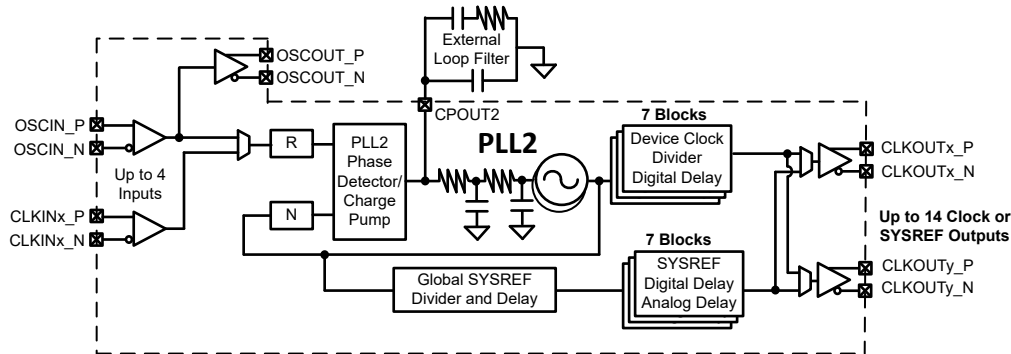 OSCOUT_P
OSCOUT_N
External
Loop Filter
CPOUT2
OSCIN_P
OSCIN_N
Up to 4
Inputs
CLKINx_P
CLKINx_N
R
N
PLL2
Phase
Detector/
Charge
Pump
PLL2
7 Blocks
Device Clock
Divider
Digital Delay
CLKOUTx_P
CLKOUTx_N
Up to 14 Clock or
SYSREF Outputs
7 Blocks
SYSREF
Digital Delay
Analog Delay
Global SYSREF
Divider and Delay
CLKOUTy_P
CLKOUTy_N